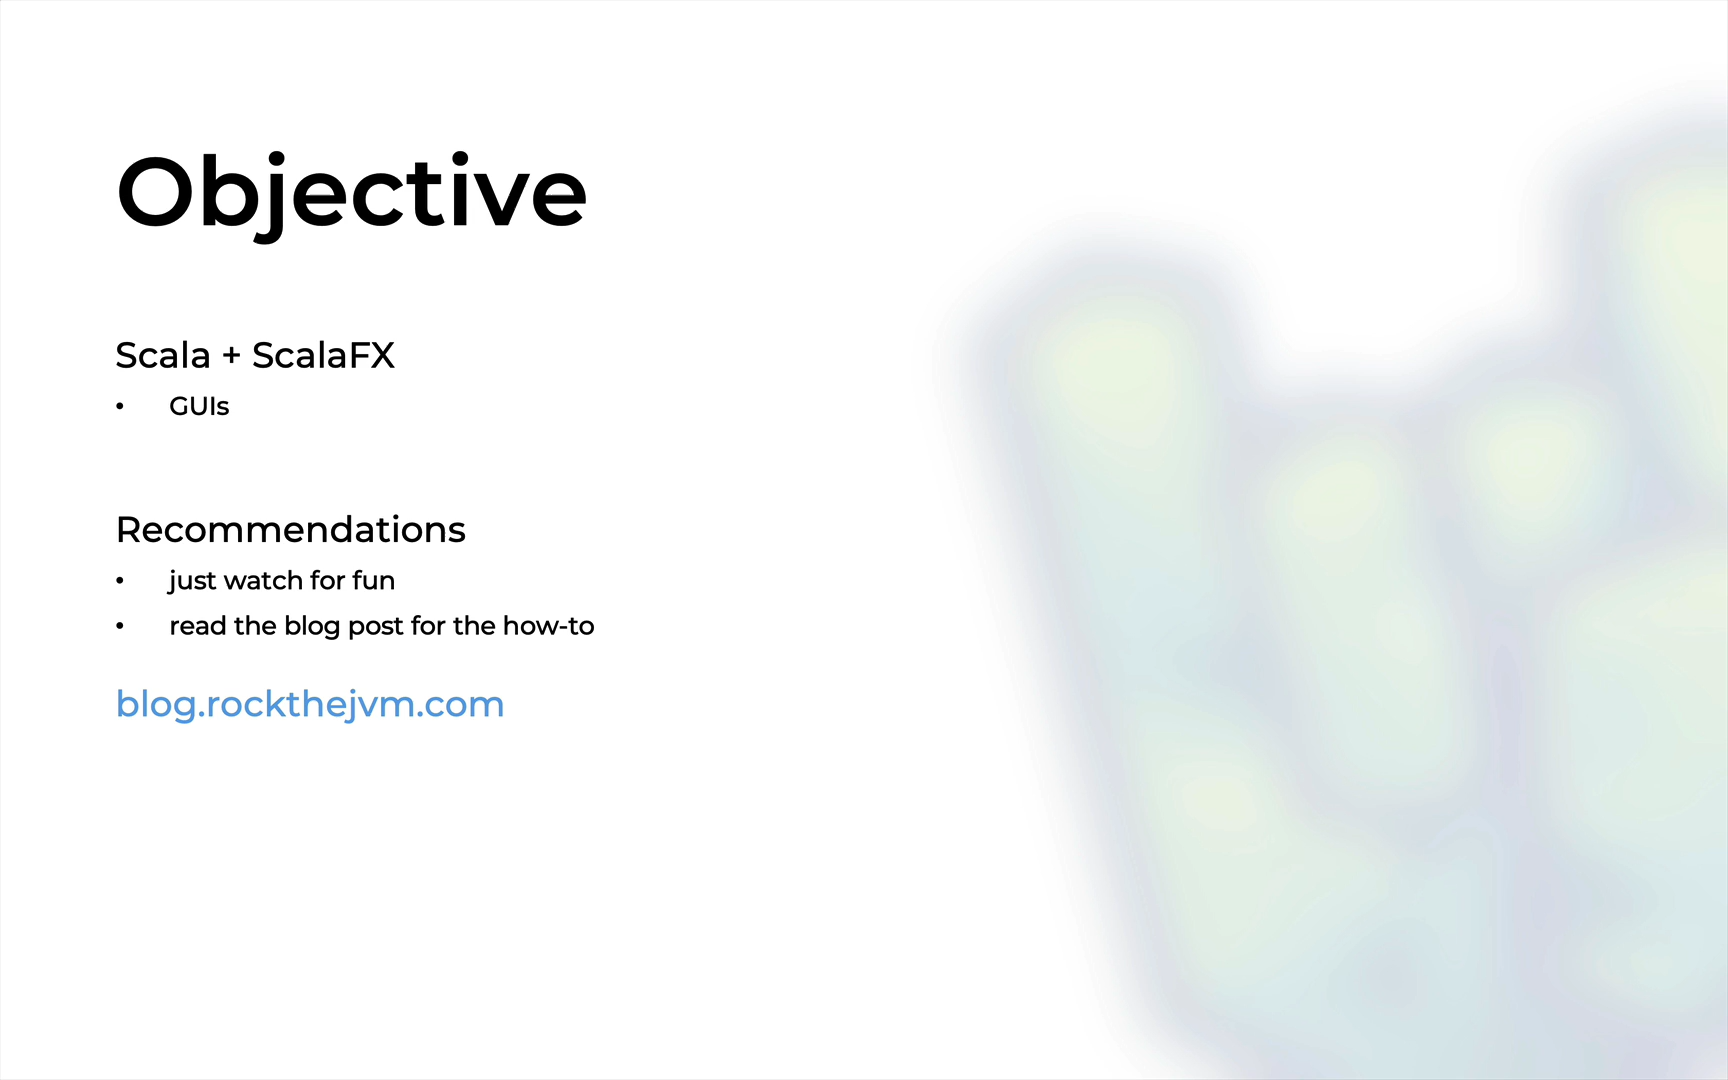 Objective
Scala + ScalaFX
• GUIs
Recommendations
• just watch for fun
• read the blog post for the how-to
blog.rockthejvm.com